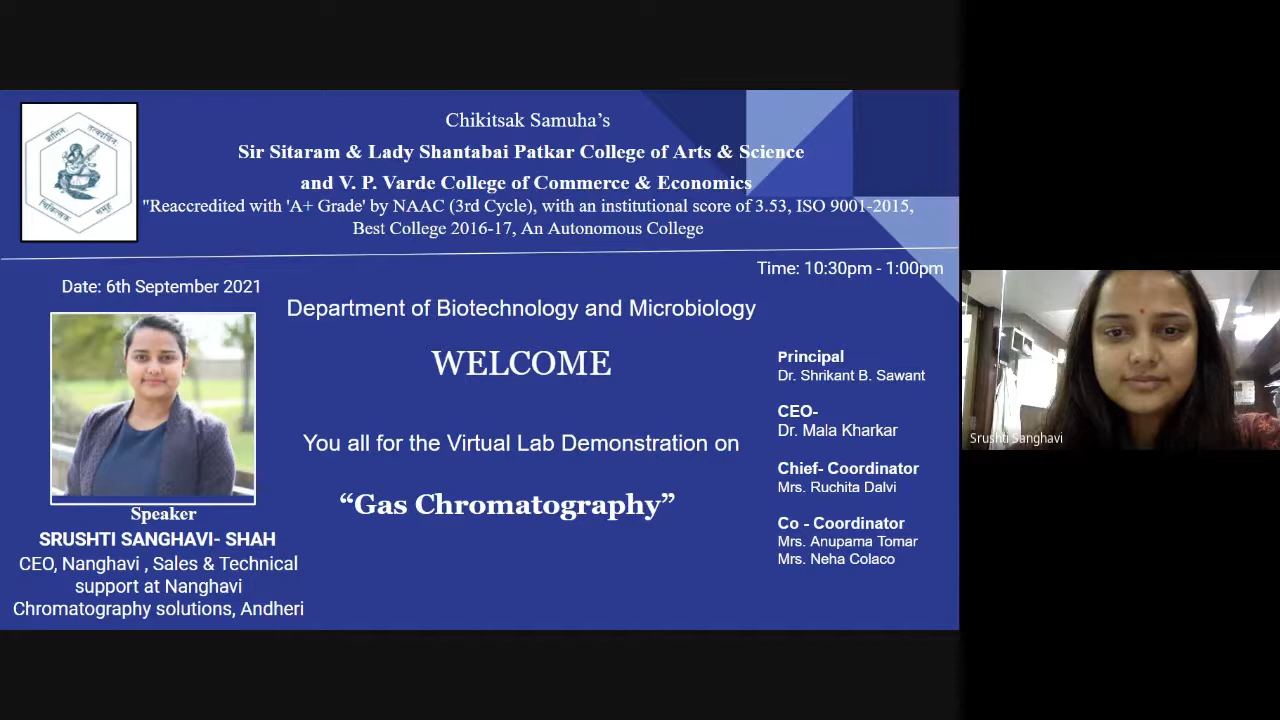 Chikitsak Samuha’s
Sir Sitaram & Lady Shantabai Patkar College of Arts & Science
and V. P. Varde College of Commerce & Economics
"Reaccredited with 'A+ Grade' by NAAC (3rd Cycle), with an institutional score of 3.53, ISO 9001-2015,
Best College 2016-17, An Autonomous College
Time: 10:30pm - 1:00pm
Date: 6th September 2021
Department of Biotechnology and Microbiology
WELCOME
You all for the Virtual Lab Demonstration on
“Gas Chromatography”
Speaker
SRUSHTI SANGHAVI- SHAH
CEO, Nanghavi , Sales & Technical
support at Nanghavi
Chromatography solutions, Andheri
Principal
Dr. Shrikant B. Sawant
CEO-
Dr. Mala Kharkar
Chief- Coordinator
Mrs. Ruchita Dalvi
Co - Coordinator
Mrs. Anupama Tomar
Mrs. Neha Colaco
Srushti Sanghavi
चिकित्सक
समुह